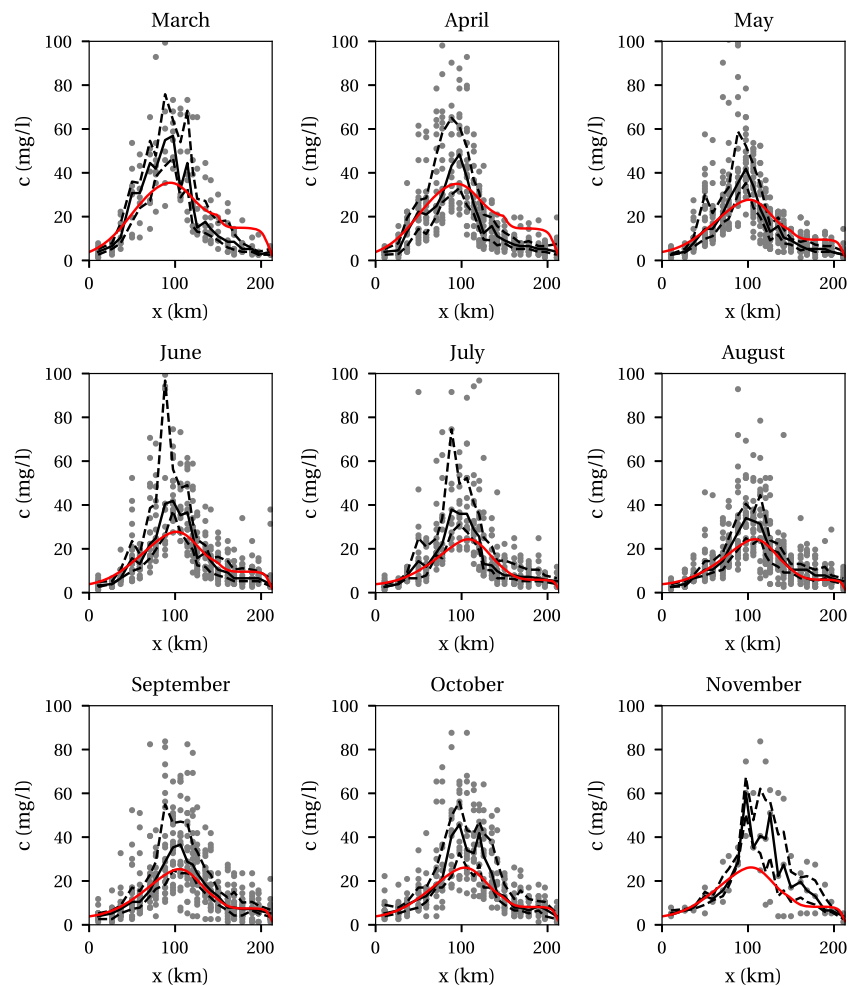 March April May
100 100 100
80 80 80
60 60 60
c (mg/l) c (mg/l) c (mg/l)
40 40 40
20 20 20
0 0 0
0 100 200 0 100 200 0 100 200
x (km) x (km) x (km)
June July August
100 100 100
80 80 80
60 60 60
c (mg/l) c (mg/l) c (mg/l)
40 40 40
20 20 20
0 0 0
0 100 200 0 100 200 0 100 200
x (km) x (km) x (km)
September October November
100 100 100
80 80 80
60 60 60
c (mg/l) c (mg/l) c (mg/l)
40 40 40
20 20 20
0 0 0
0 100 200 0 100 200 0 100 200
x (km) x (km) x (km)